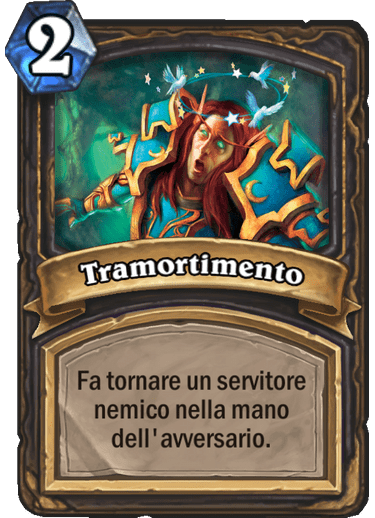 2
Tramortimento
Fa tornare un servitore
nemico nella mano
dell'avversario.